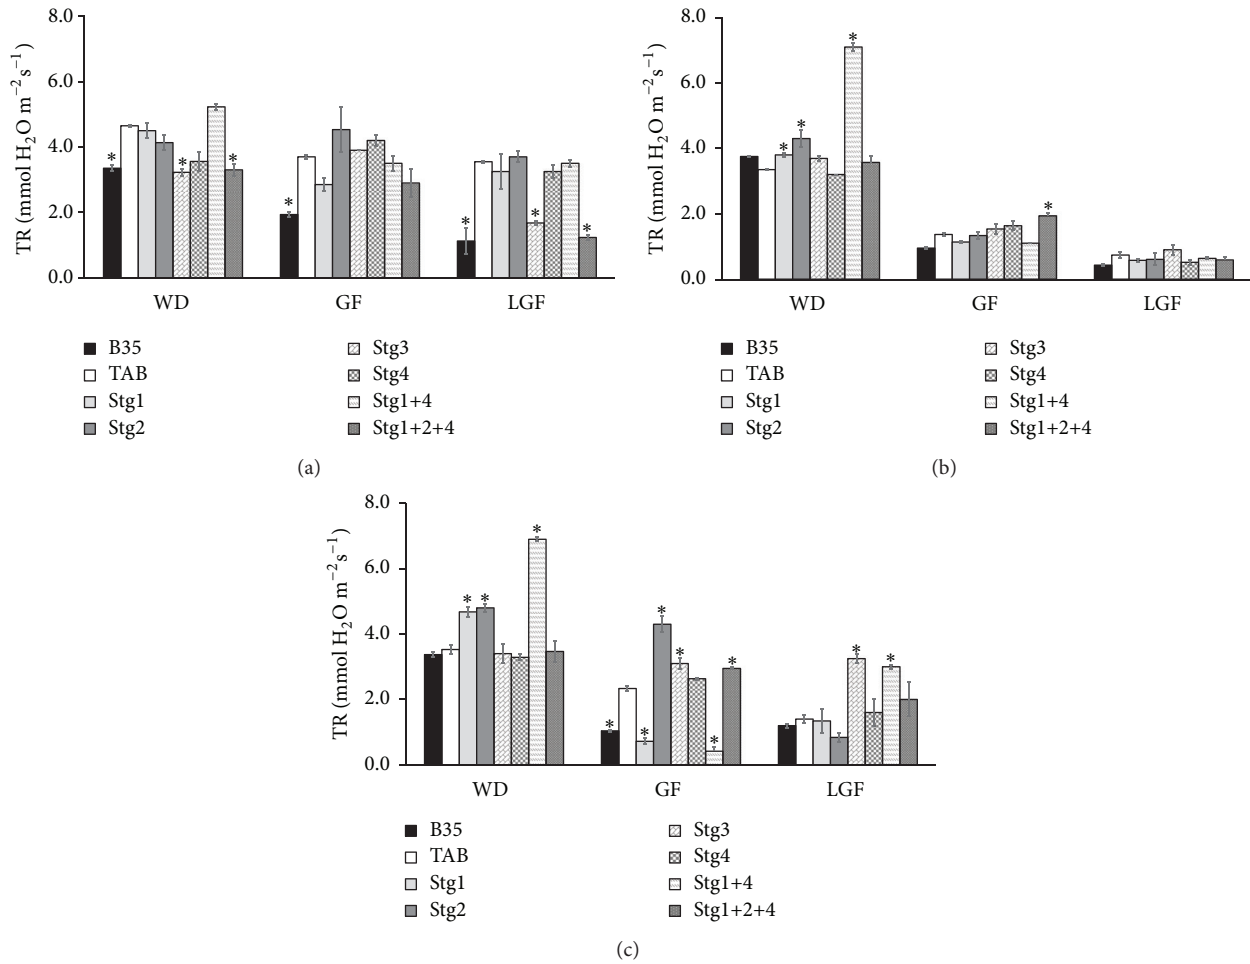 8.0
6.0
4.0
2.0
0.0
TR (mmol H₂O m⁻² s⁻¹)
* * *
*
* * *
WD GF LGF
B35
TAB
Stg1
Stg2
Stg3
Stg4
Stg1+4
Stg1+2+4
(a)
8.0
6.0
4.0
2.0
0.0
TR (mmol H₂O m⁻² s⁻¹)
* * *
*
WD GF LGF
B35
TAB
Stg1
Stg2
Stg3
Stg4
Stg1+4
Stg1+2+4
(b)
8.0
6.0
4.0
2.0
0.0
TR (mmol H₂O m⁻² s⁻¹)
* * *
* * * * * *
* *
WD GF LGF
B35
TAB
Stg1
Stg2
Stg3
Stg4
Stg1+4
Stg1+2+4
(c)